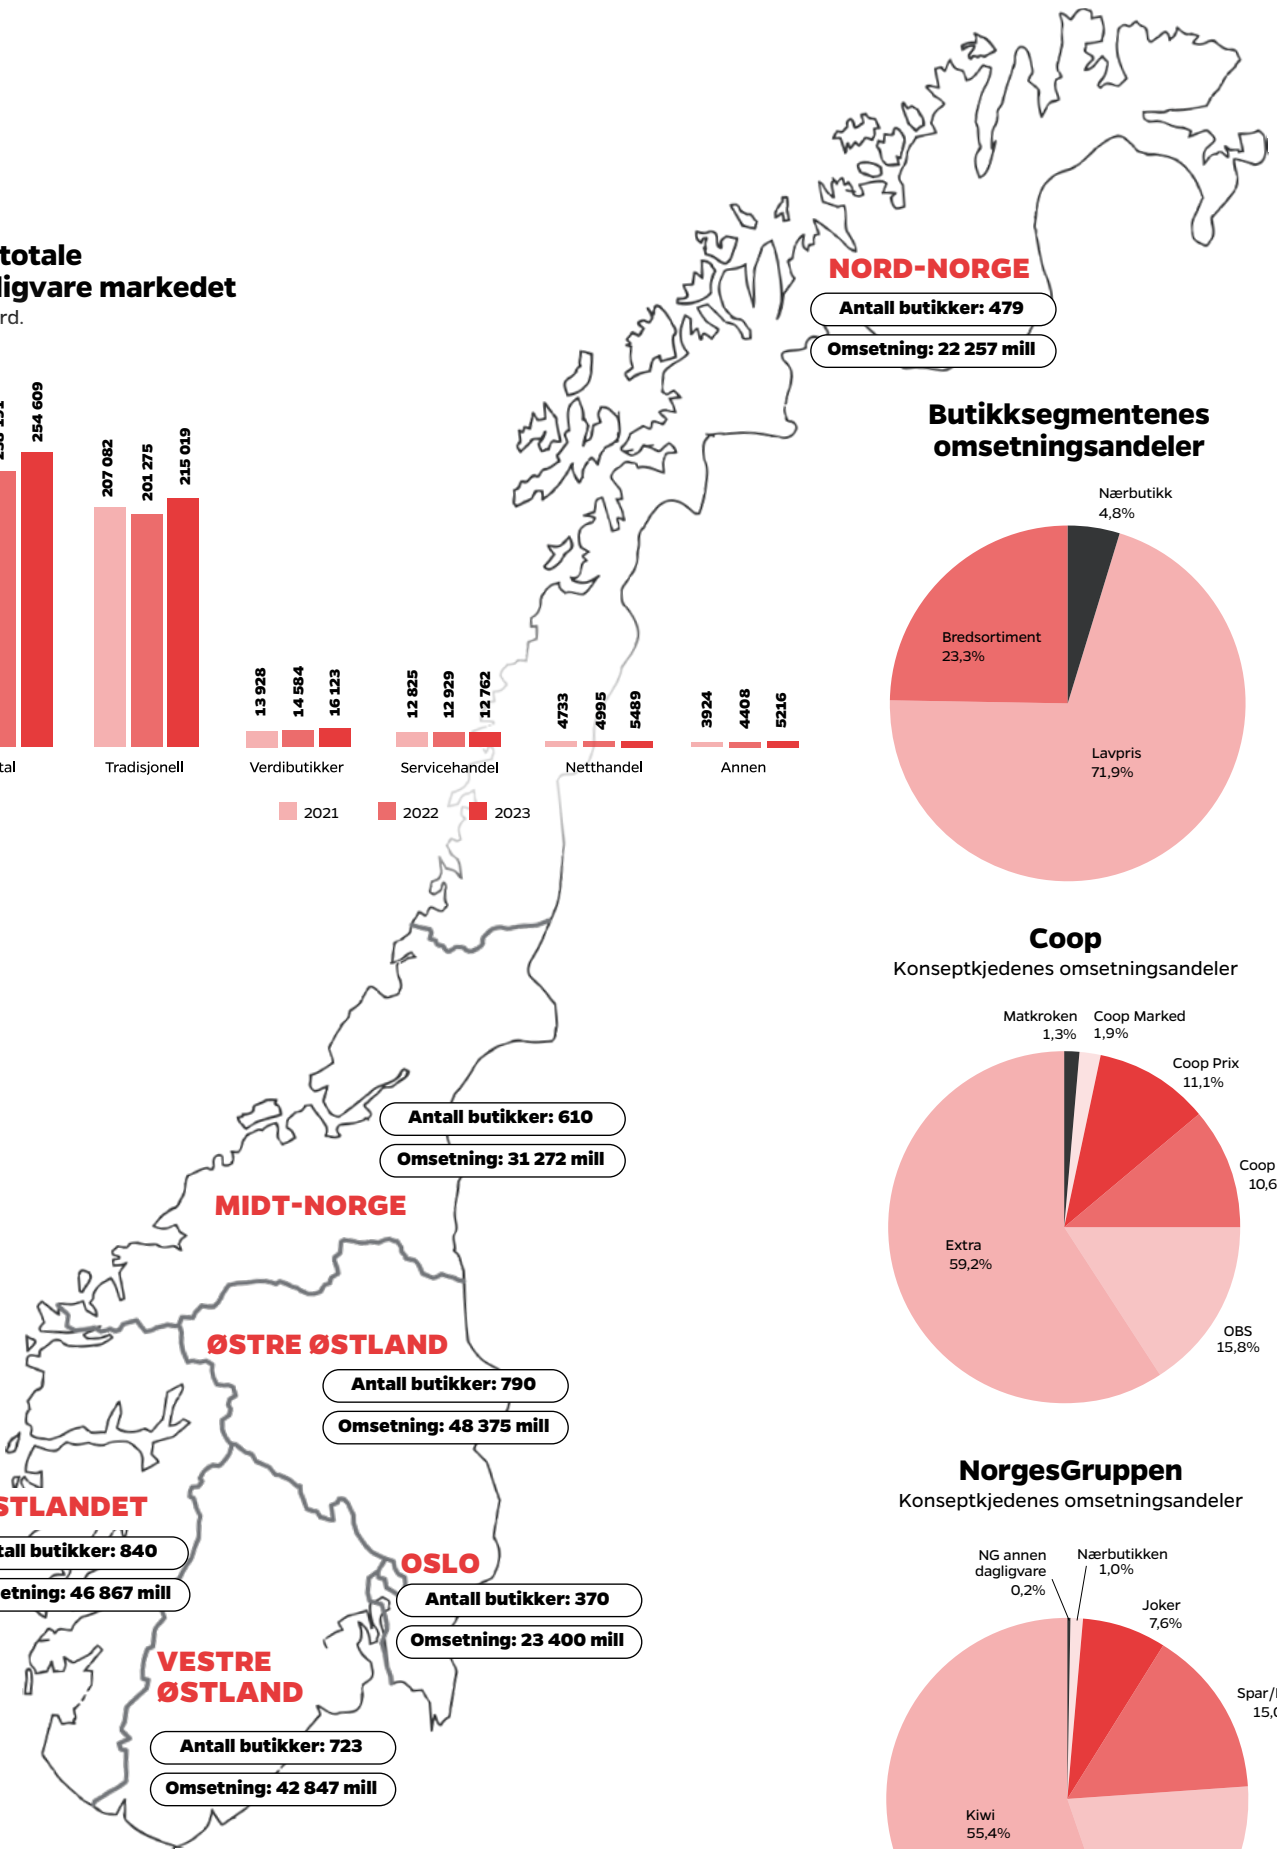 totale
ligvare markedet
rd.
254 609
207 082
201 275
215 019
13 928
14 584
16 123
12 825
12 929
12 762
4733
4995
5489
3924
4408
5216
tal
Tradisjonell
Verdibutikker
Servicehandel
Netthandel
Annen
2021
2022
2023
NORD-NORGE
Antall butikker: 479
Omsetning: 22 257 mill
Butikksegmentenes
omsetningsandeler
Nærbutikk
4,8%
Bredsortiment
23,3%
Lavpris
71,9%
Coop
Konseptkjedenes omsetningsandeler
Matkroken
1,3%
Coop Marked
1,9%
Coop Prix
11,1%
Coop
10,6
Extra
59,2%
OBS
15,8%
Antall butikker: 610
Omsetning: 31 272 mill
MIDT-NORGE
ØSTRE ØSTLAND
Antall butikker: 790
Omsetning: 48 375 mill
STLANDET
tall butikker: 840
etning: 46 867 mill
OSLO
Antall butikker: 370
Omsetning: 23 400 mill
VESTRE
ØSTLAND
Antall butikker: 723
Omsetning: 42 847 mill
NorgesGruppen
Konseptkjedenes omsetningsandeler
NG annen
dagligvare
0,2%
Nærbutikken
1,0%
Joker
7,6%
Spar/
15,0
Kiwi
55,4%